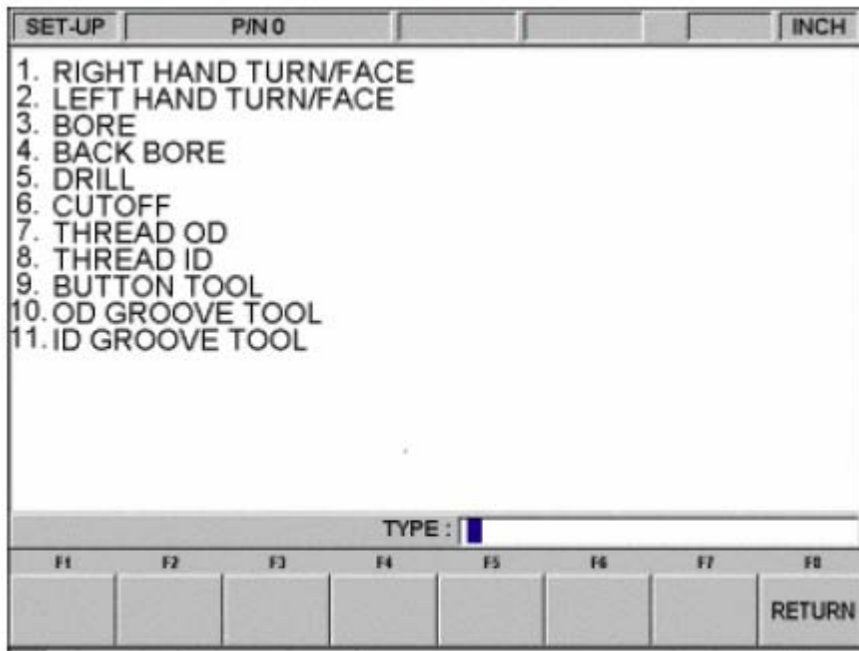 SET-UP P/N 0 INCH
1. RIGHT HAND TURN/FACE
2. LEFT HAND TURN/FACE
3. BORE
4. BACK BORE
5. DRILL
6. CUTOFF
7. THREAD OD
8. THREAD ID
9. BUTTON TOOL
10. OD GROOVE TOOL
11. ID GROOVE TOOL
TYPE :
F1 F2 F3 F4 F5 F6 F7 F8
RETURN